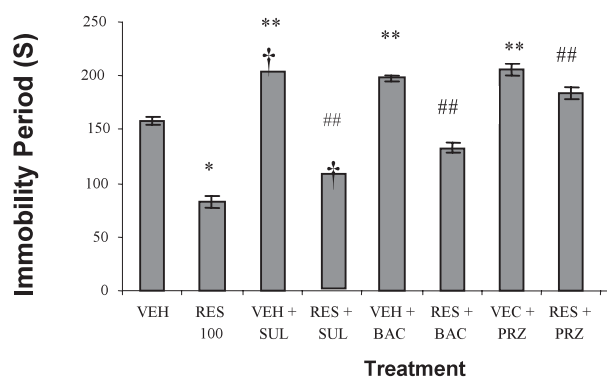 Immobility Period (S)
250
200
150
100
50
0
**
†
**
**
##
##
##
*
†
VEH
RES
100
VEH +
SUL
RES +
SUL
VEH +
BAC
RES +
BAC
VEC +
PRZ
RES +
PRZ
Treatment